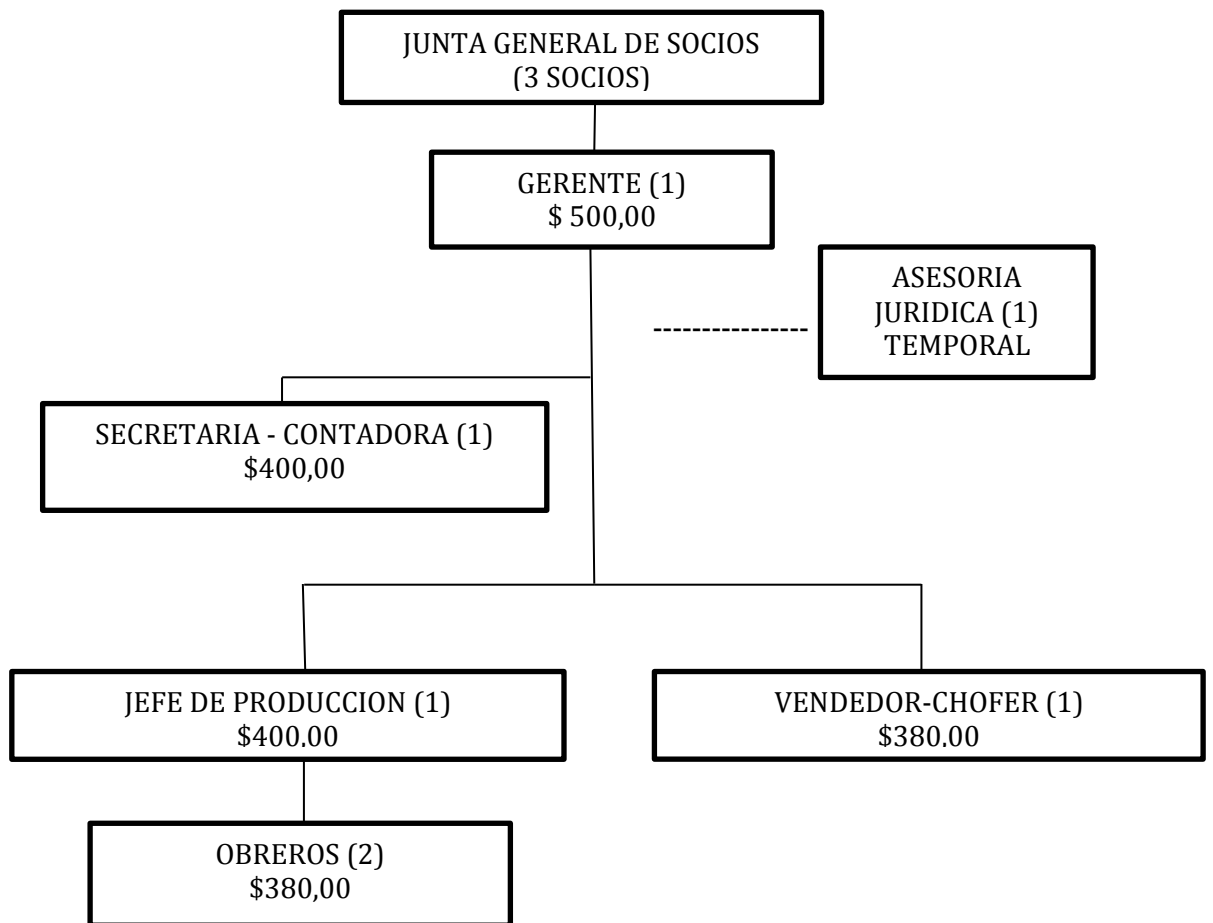 JUNTA GENERAL DE SOCIOS
(3 SOCIOS)
GERENTE (1)
$ 500,00
ASESORIA
JURIDICA (1)
TEMPORAL
SECRETARIA - CONTADORA (1)
$400,00
JEFE DE PRODUCCION (1)
$400,00
VENDEDOR-CHOFER (1)
$380,00
OBREROS (2)
$380,00